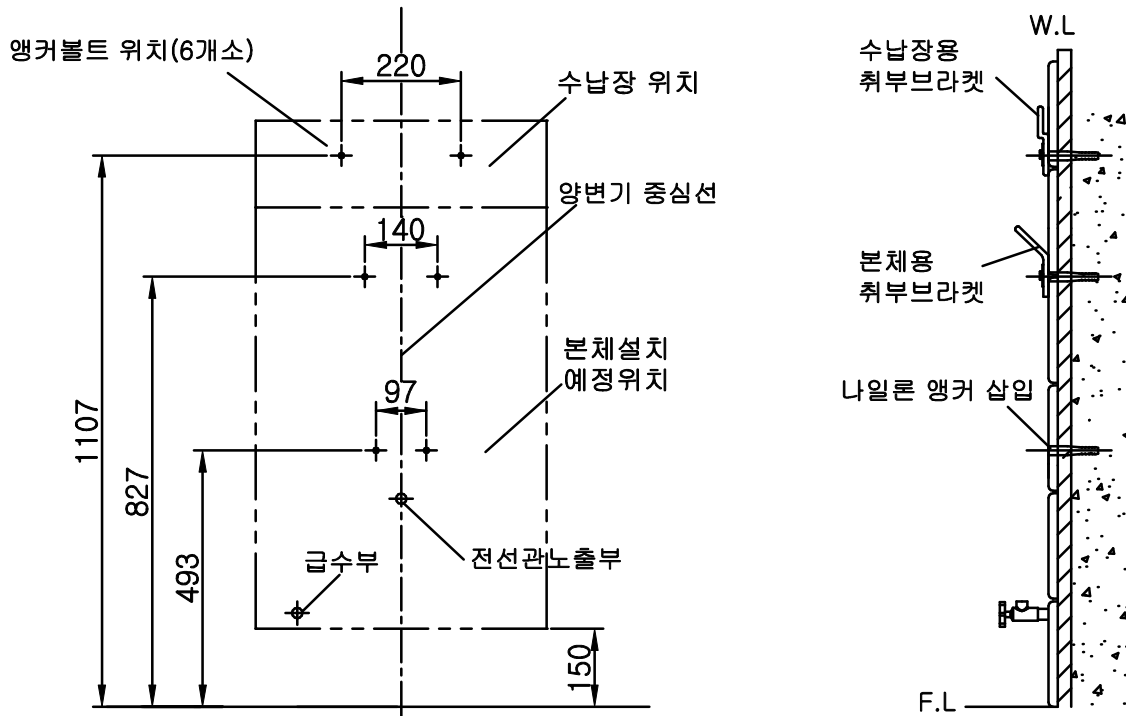 앵커볼트 위치(6개소)
220
수납장 위치
양변기 중심선
140
본체설치
예정위치
97
1107
827
493
급수부
전선관노출부
150
W.L
수납장용
취부브라켓
본체용
취부브라켓
나일론 앵커 삽입
F.L